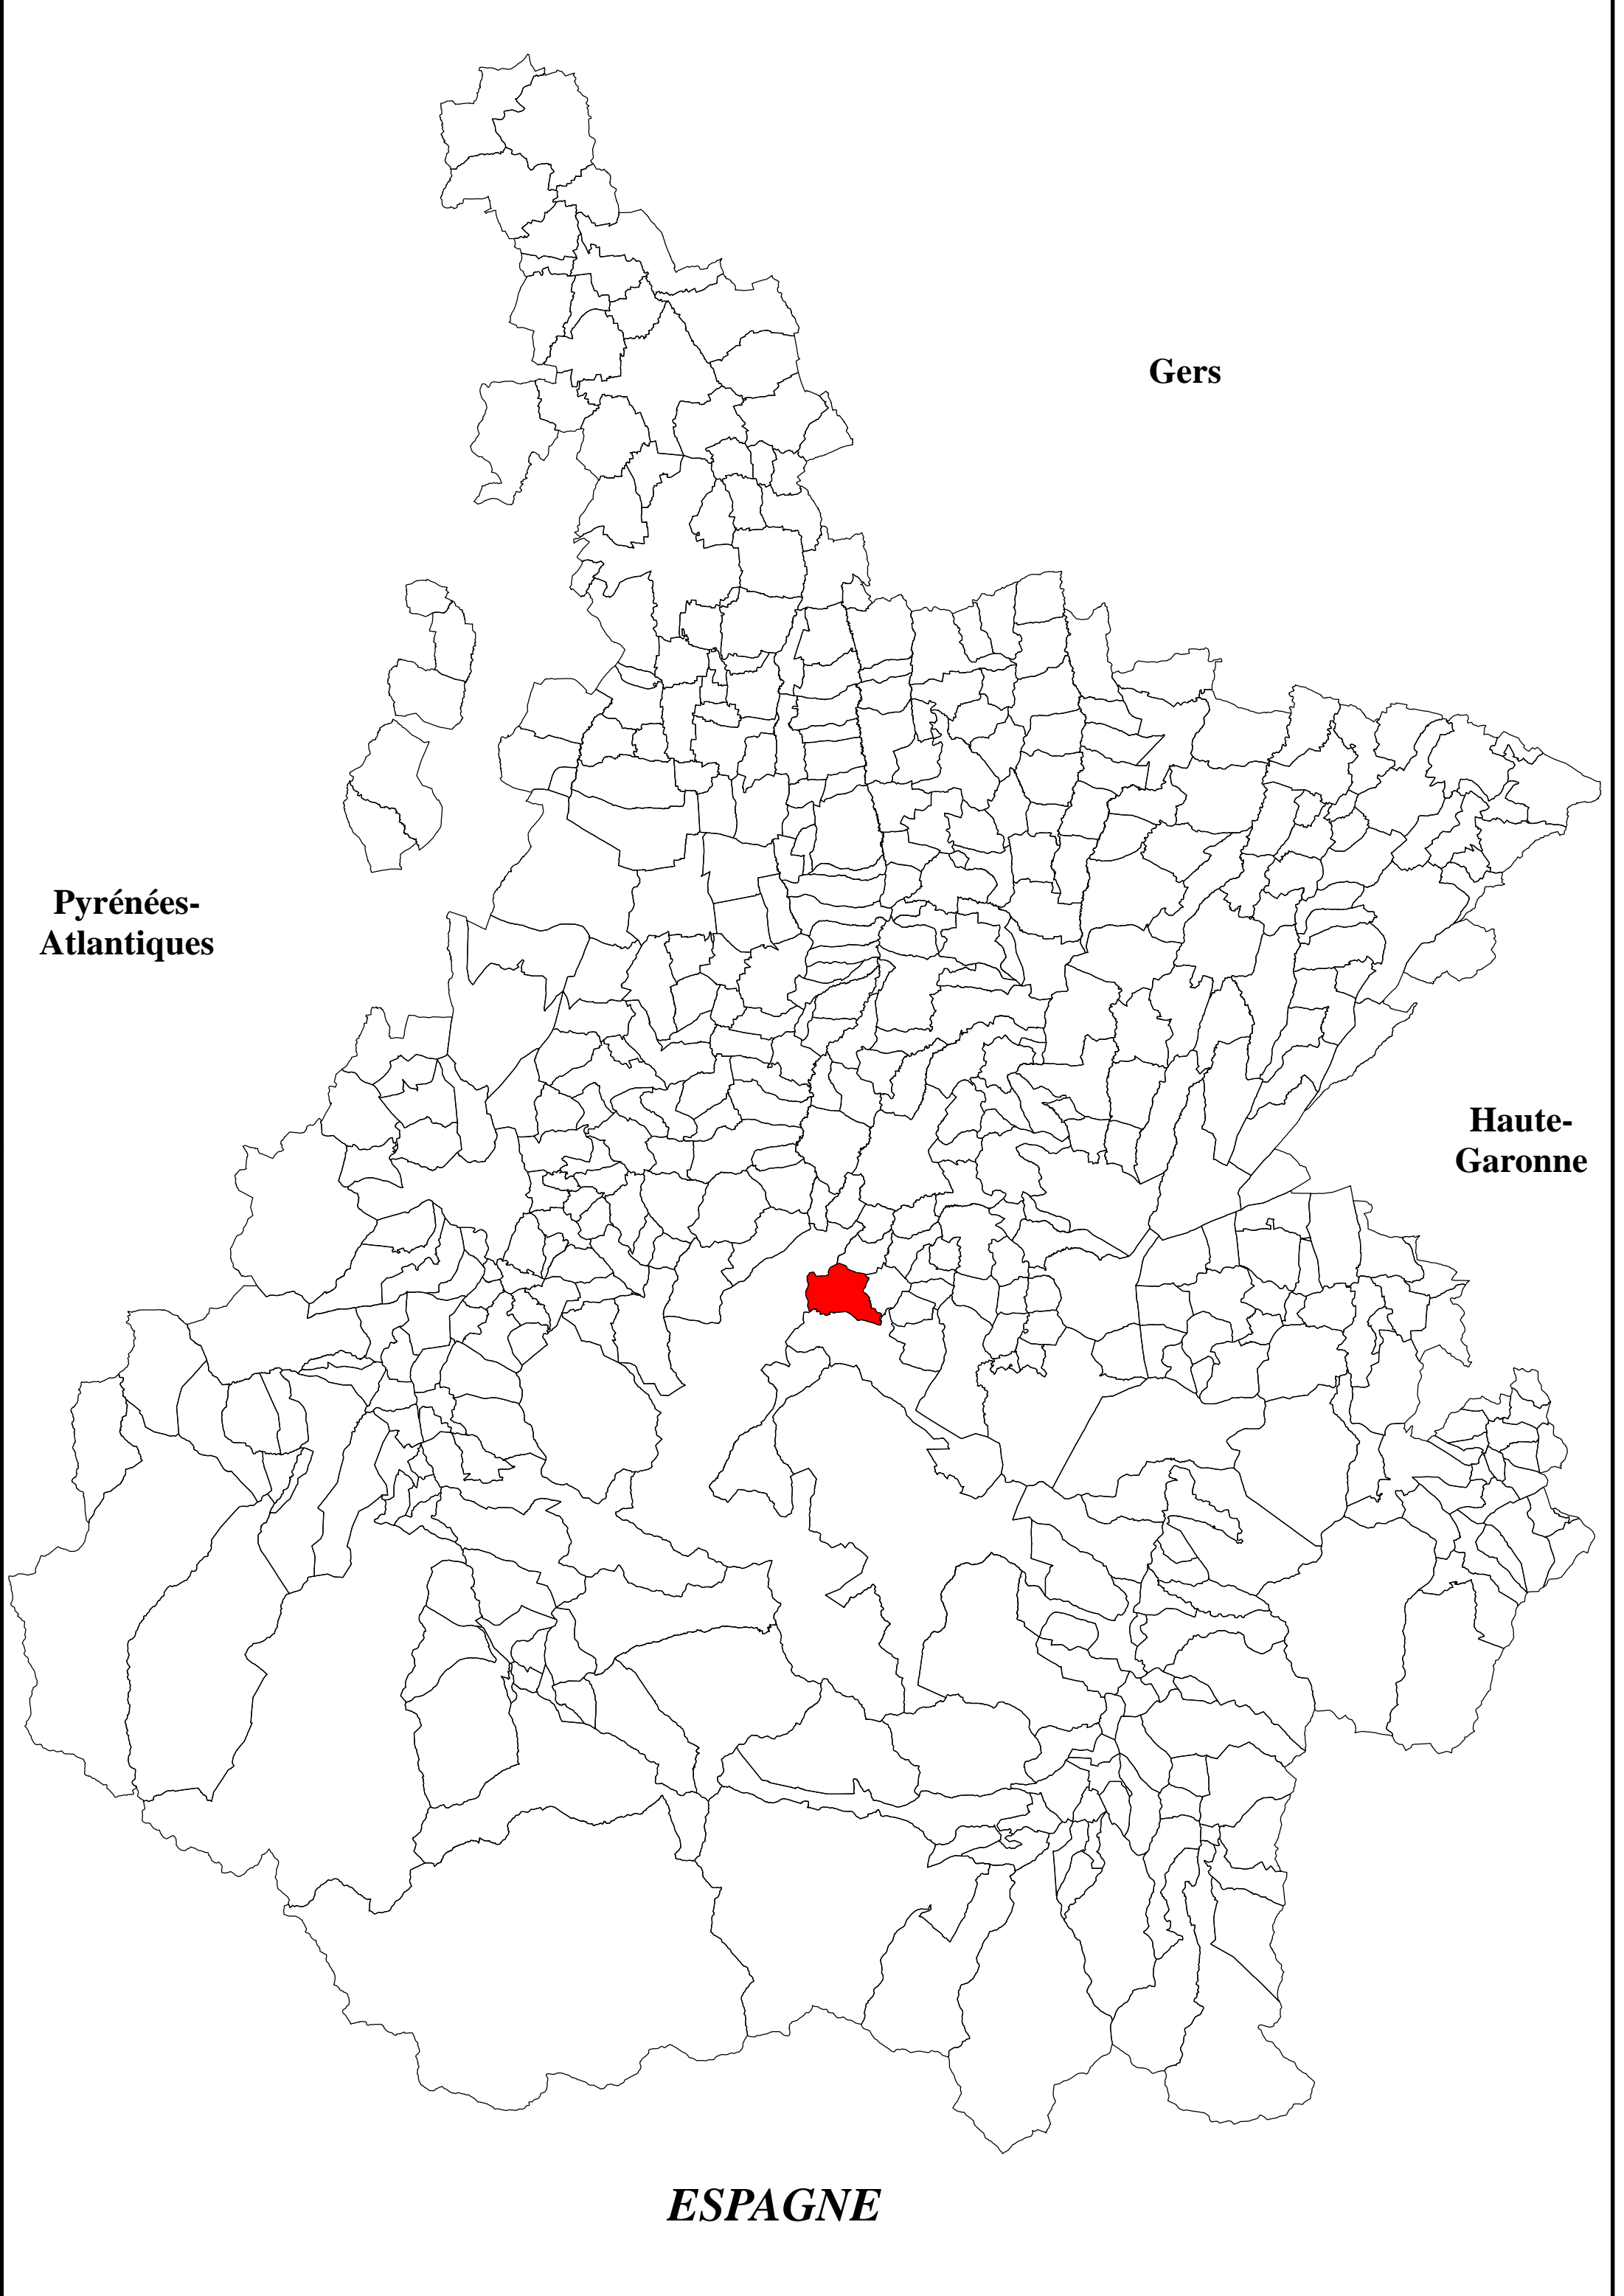 Gers
Pyrénées-
Atlantiques
Haute-
Garonne
ESPAGNE